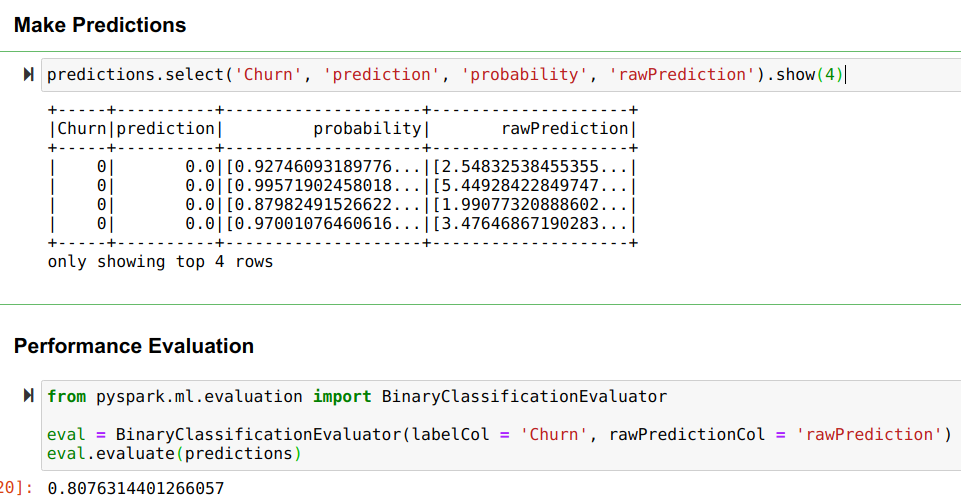 Make Predictions
predictions.select('Churn', 'prediction', 'probability', 'rawPrediction').show(4)
+-----+----------+--------------------+--------------------+
|Churn|prediction|         probability|       rawPrediction|
+-----+----------+--------------------+--------------------+
|    0|       0.0|[0.92746093189776...|[2.54832538455355...|
|    0|       0.0|[0.99571902458018...|[5.44928422849747...|
|    0|       0.0|[0.87982491526622...|[1.99077320888602...|
|    0|       0.0|[0.97001076460616...|[3.47646867190283...|
+-----+----------+--------------------+--------------------+
only showing top 4 rows
Performance Evaluation
from pyspark.ml.evaluation import BinaryClassificationEvaluator
eval = BinaryClassificationEvaluator(labelCol = 'Churn', rawPredictionCol = 'rawPrediction')
eval.evaluate(predictions)
20]: 0.8076314401266057